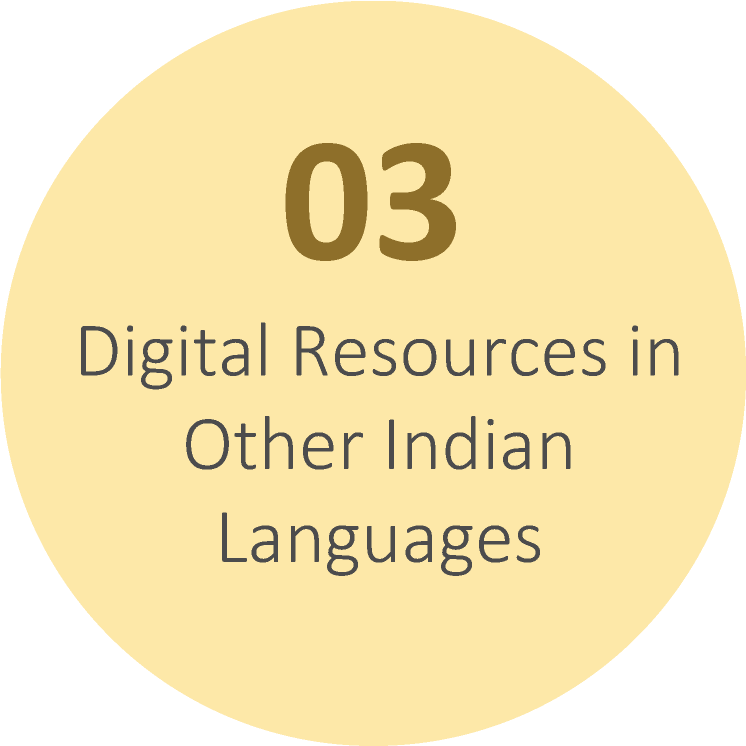 03
Digital Resources in
Other Indian
Languages